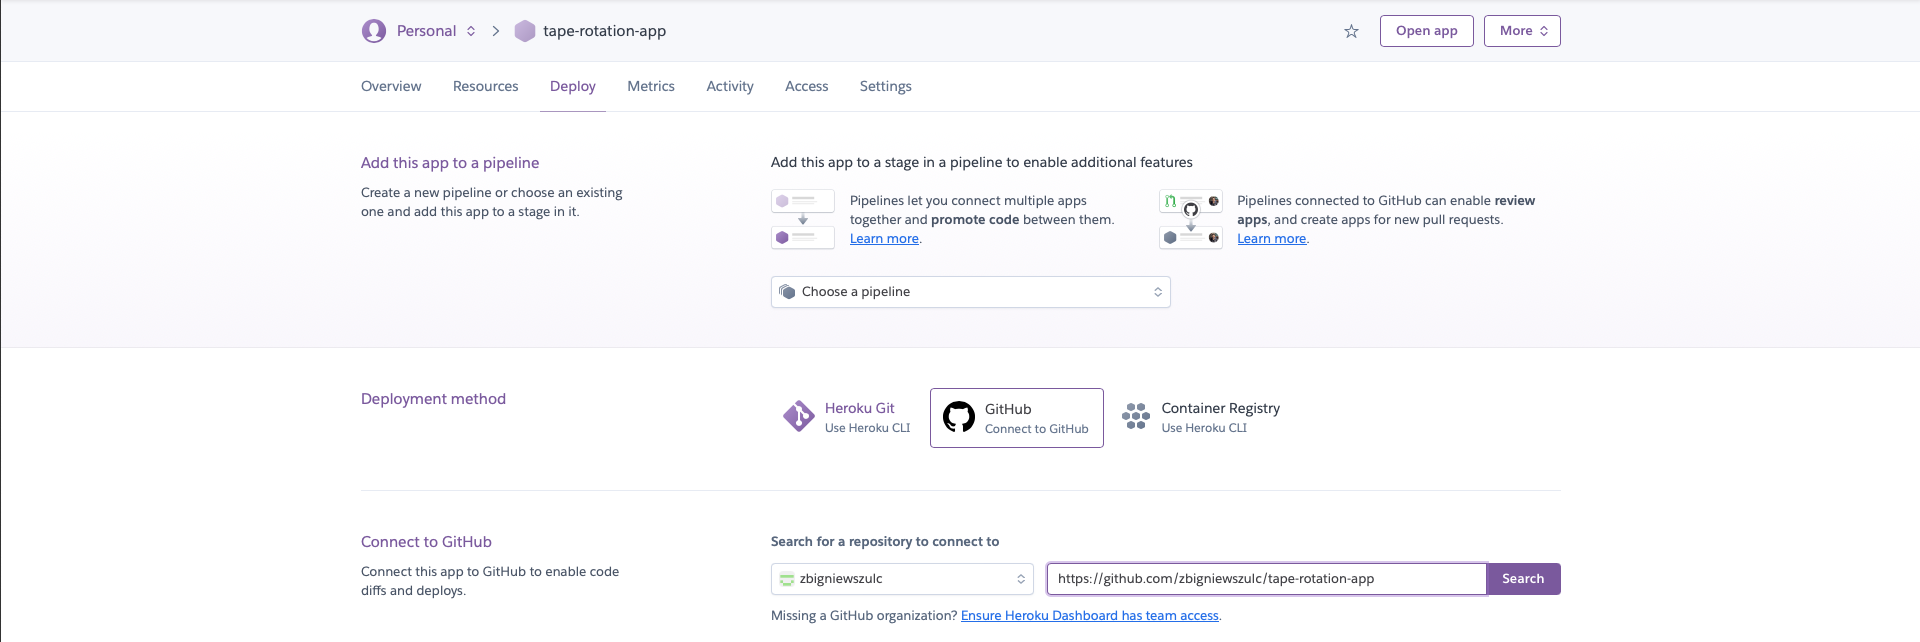 Personal > tape-rotation-app
Open app
More
Overview
Resources
Deploy
Metrics
Activity
Access
Settings
Add this app to a pipeline
Create a new pipeline or choose an existing
one and add this app to a stage in it.
Add this app to a stage in a pipeline to enable additional features
Pipelines let you connect multiple apps
together and promote code between them.
Learn more.
Pipelines connected to GitHub can enable review
apps, and create apps for new pull requests.
Learn more.
Choose a pipeline
Deployment method
Heroku Git
Use Heroku CLI
GitHub
Connect to GitHub
Container Registry
Use Heroku CLI
Connect to GitHub
Connect this app to GitHub to enable code
diffs and deploys.
Search for a repository to connect to
zbigniewszulc
https://github.com/zbigniewszulc/tape-rotation-app
Search
Missing a GitHub organization? Ensure Heroku Dashboard has team access.